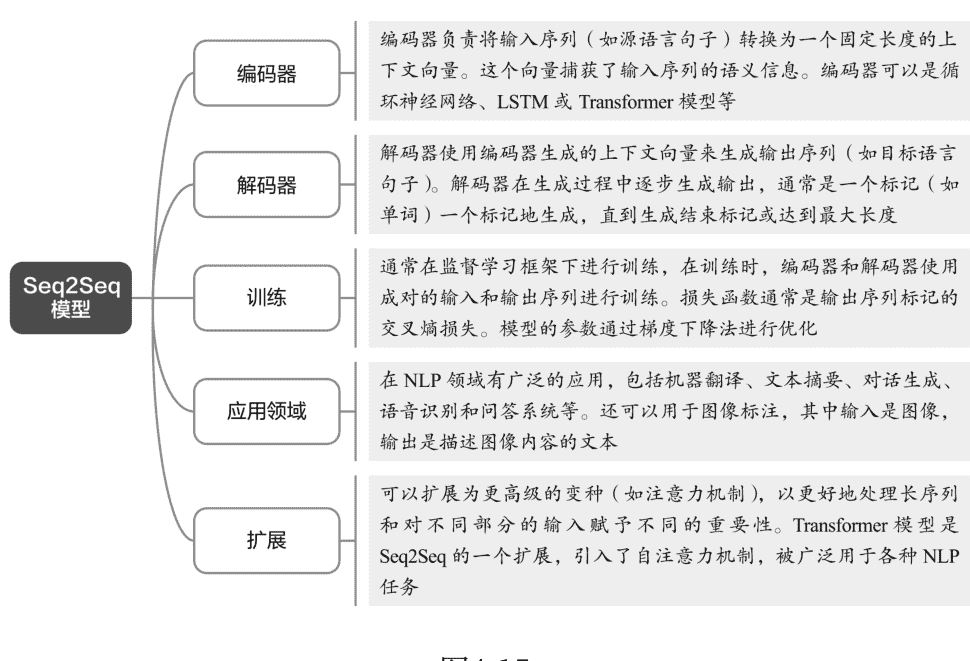 编码器
编码器负责将输入序列（如源语言句子）转换为一个固定长度的上
下文向量。这个向量捕获了输入序列的语义信息。编码器可以是循
环神经网络、LSTM 或 Transformer 模型等
解码器
解码器使用编码器生成的上下文向量来生成输出序列（如目标语言
句子）。解码器在生成过程中逐步生成输出，通常是一个标记（如
单词）一个标记地生成，直到生成结束标记或达到最大长度
Seq2Seq
模型
训练
通常在监督学习框架下进行训练，在训练时，编码器和解码器使用
成对的输入和输出序列进行训练。损失函数通常是输出序列标记的
交叉熵损失。模型的参数通过梯度下降法进行优化
应用领域
在 NLP 领域有广泛的应用，包括机器翻译、文本摘要、对话生成、
语音识别和问答系统等。还可以用于图像标注，其中输入是图像，
输出是描述图像内容的文本
扩展
可以扩展为更高级的变种（如注意力机制），以更好地处理长序列
和对不同部分的输入赋予不同的重要性。Transformer 模型是
Seq2Seq 的一个扩展，引入了自注意力机制，被广泛用于各种 NLP
任务